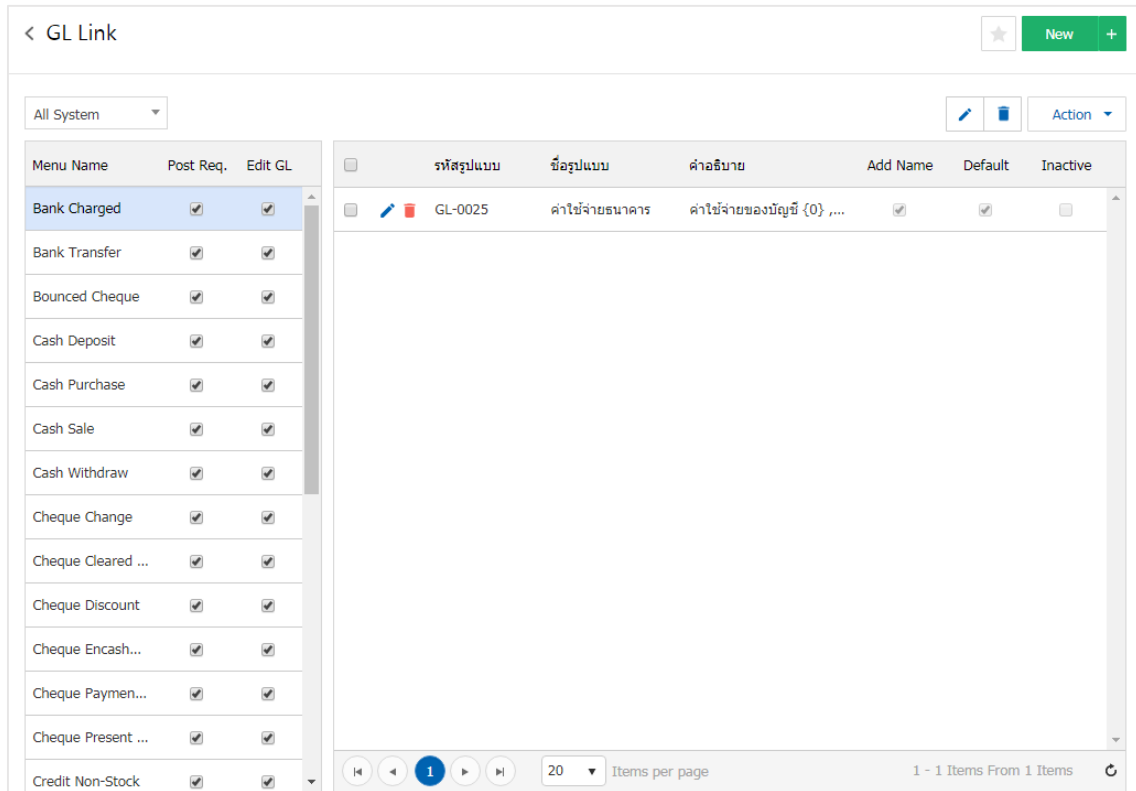 GL Link
New +
All System
Action
Menu Name Post Req. Edit GL
Bank Charged
Bank Transfer
Bounced Cheque
Cash Deposit
Cash Purchase
Cash Sale
Cash Withdraw
Cheque Change
Cheque Cleared ...
Cheque Discount
Cheque Encash...
Cheque Paymen...
Cheque Present ...
Credit Non-Stock
รหัสรูปแบบ ชื่อรูปแบบ คำอธิบาย Add Name Default Inactive
GL-0025 ค่าใช้จ่ายธนาคาร ค่าใช้จ่ายของบัญชี {0} ,...
1 20 Items per page 1 - 1 Items From 1 Items